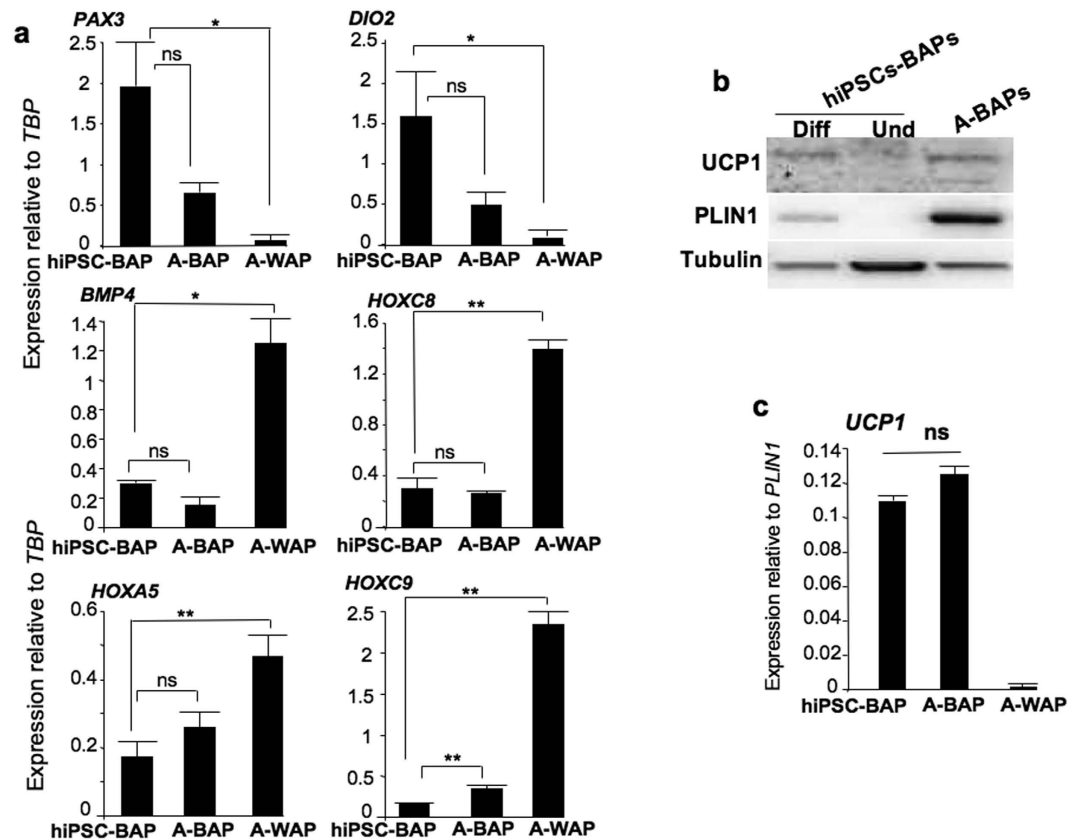 a
PAX3
DIO2
Expression relative to TBP
2.5
2
1.5
1
0.5
0
*
ns
hiPSC-BAP A-BAP A-WAP
2.5
2
1.5
1
0.5
0
*
ns
hiPSC-BAP A-BAP A-WAP
BMP4
HOXC8
1.4
1.2
1
0.8
0.6
0.4
0.2
0
*
ns
hiPSC-BAP A-BAP A-WAP
1.6
1.2
0.8
0.4
0
**
ns
hiPSC-BAP A-BAP A-WAP
Expression relative to TBP
HOXA5
HOXC9
0.6
0.4
0.2
0
**
ns
hiPSC-BAP A-BAP A-WAP
2.5
2
1.5
1
0.5
0
**
**
hiPSC-BAP A-BAP A-WAP
b
hiPSCs-BAPs
A-BAPs
Diff Und
UCP1
PLIN1
Tubulin
c
UCP1
ns
Expression relative to PLIN1
0.14
0.12
0.1
0.08
0.06
0.04
0.02
0
hiPSC-BAP A-BAP A-WAP